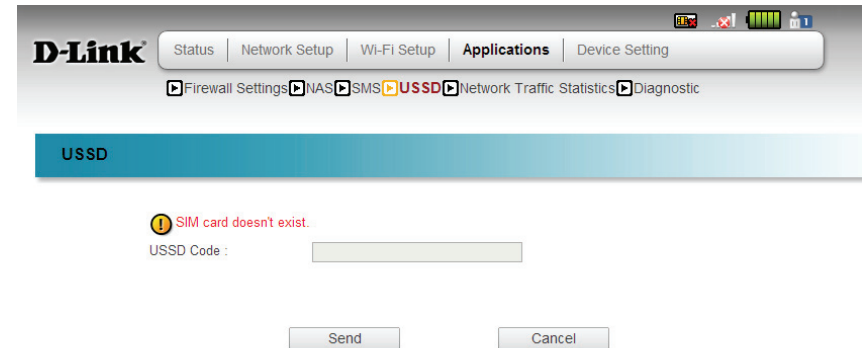 1
D-Link Status Network Setup Wi-Fi Setup Applications Device Setting
Firewall Settings NAS SMS USSD Network Traffic Statistics Diagnostic
USSD
SIM card doesn't exist.
USSD Code :
Send Cancel